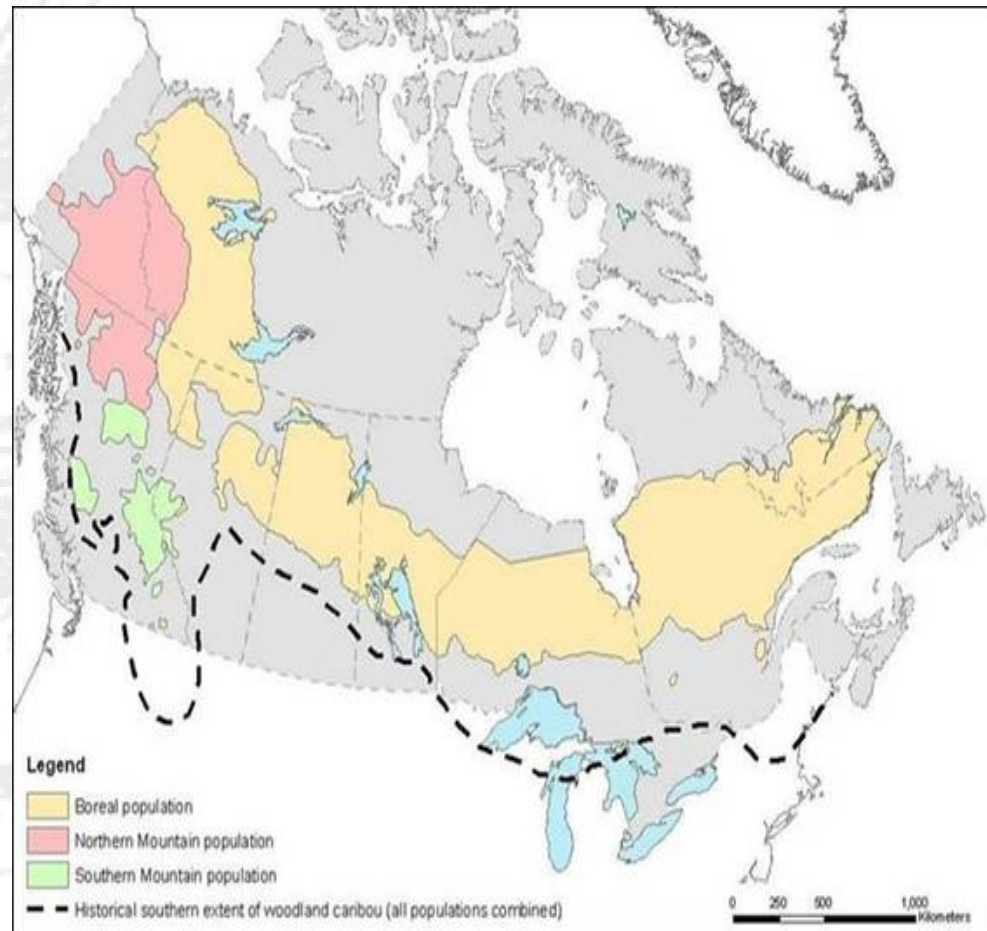 Legend
Boreal population
Northern Mountain population
Southern Mountain population
Historical southern extent of woodland caribou (all populations combined)
0 250 500 1,000
Kilometers